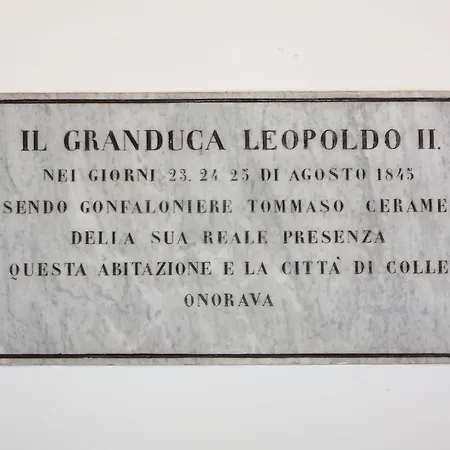 IL GRANDUCA LEOPOLDO II.
NEI GIORNI 23. 24 25 DI AGOSTO 1845
SENDO GONFALONIERE TOMMASO CERAME
DELLA SUA REALE PRESENZA
QUESTA ABITAZIONE E LA CITTÀ DI COLLE
ONORAVA